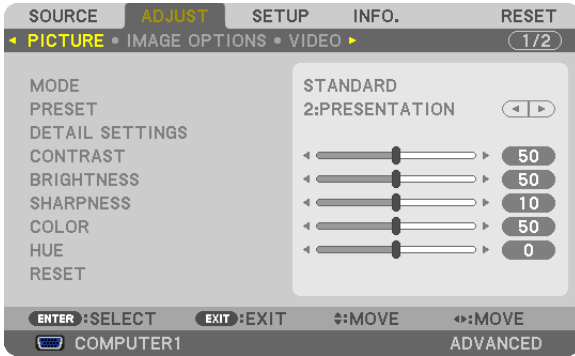 SOURCE ADJUST SETUP INFO. RESET
PICTURE • IMAGE OPTIONS • VIDEO 1/2
MODE STANDARD
PRESET 2:PRESENTATION
DETAIL SETTINGS
CONTRAST 50
BRIGHTNESS 50
SHARPNESS 10
COLOR 50
HUE 0
RESET
ENTER:SELECT EXIT:EXIT :MOVE :MOVE
COMPUTER1 ADVANCED